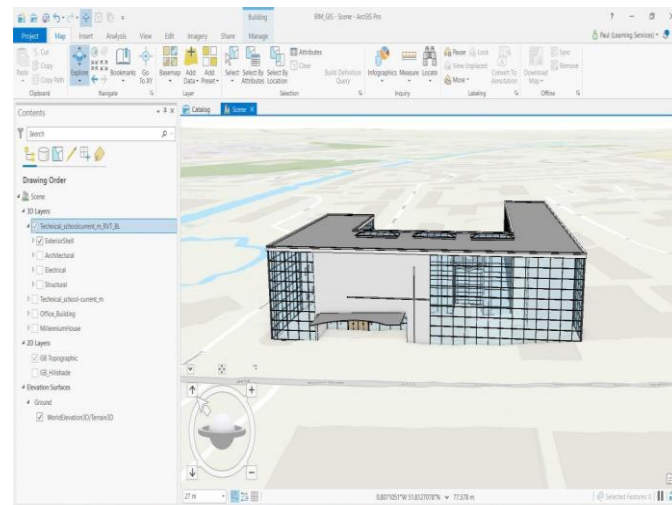 Building
BIM_GIS - Scene - ArcGIS Pro
?
Project
Map
Insert
Analysis
View
Edit
Imagery
Share
Manage
Paul (Learning Services)
Paste
Cut
Copy
Copy Path
Clipboard
Explore
Bookmarks
Go To XY
Navigate
Basemap
Add Data
Add Preset
Layer
Select
Select By Attributes
Select By Location
Attributes
Clear
Build Definition Query
Selection
Infographics
Measure
Locate
Inquiry
Pause
Lock
View Unplaced
More
Convert To Annotation
Labeling
Download Map
Sync
Remove
Offline
Contents
Catalog
Scene
Search
Drawing Order
Scene
3D Layers
Technical_schoolcurrent_m_RVT_BL
ExteriorShell
Architectural
Electrical
Structural
Technical_school-current_m
Office_Building
MillenniumHouse
2D Layers
GB Topographic
GB_Hillshade
Elevation Surfaces
Ground
WorldElevation3D/Terrain3D
27 m
0.8071051°W 51.8127078°N
77.578 m